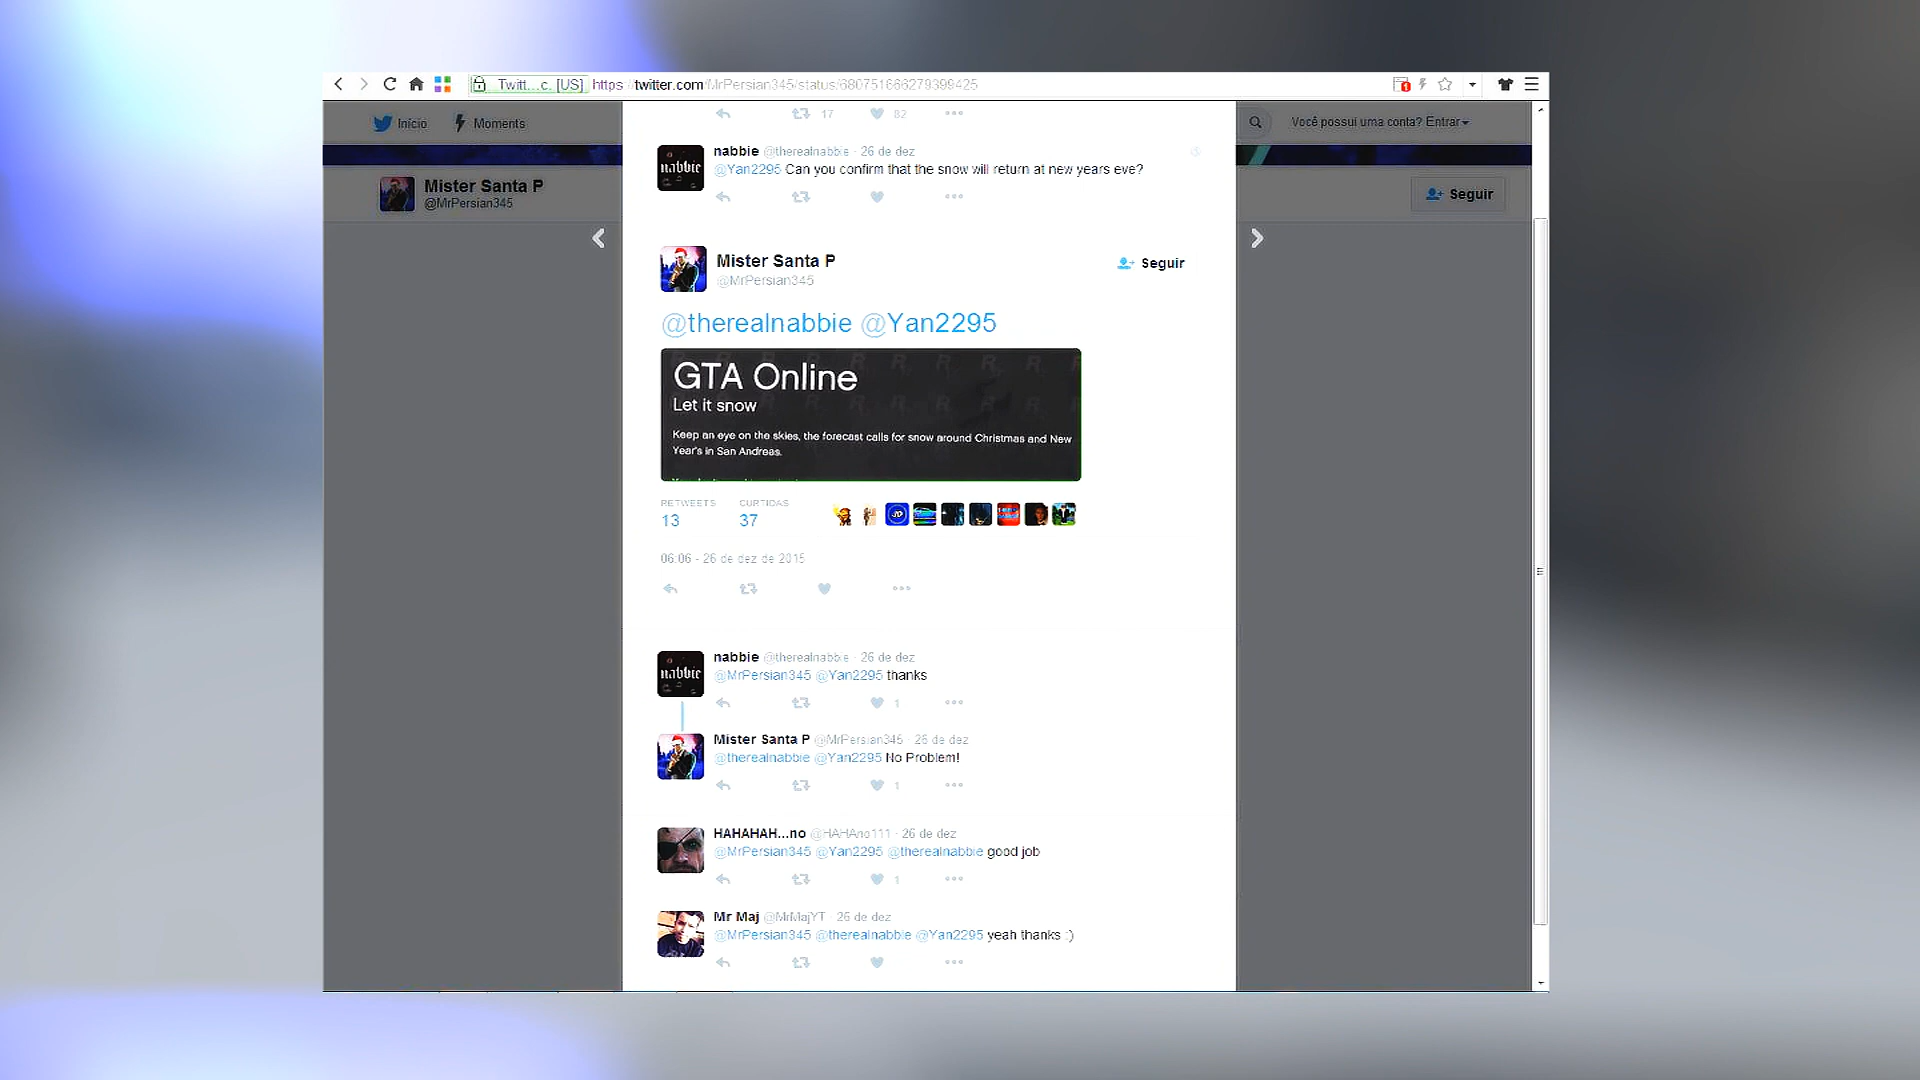 Twitt...c. [US] https://twitter.com/MrPersian345/status/680751666279399425
Início Moments
Você possui uma conta? Entrar
17 82
nabbie @therealnabbie · 26 de dez
@Yan2295 Can you confirm that the snow will return at new years eve?
Mister Santa P
@MrPersian345
Seguir
Mister Santa P
@MrPersian345
Seguir
@therealnabbie @Yan2295
GTA Online
Let it snow
Keep an eye on the skies, the forecast calls for snow around Christmas and New
Year's in San Andreas.
RETWEETS CURTIDAS
13 37
06:06 - 26 de dez de 2015
nabbie @therealnabbie · 26 de dez
@MrPersian345 @Yan2295 thanks
1
Mister Santa P @MrPersian345 · 26 de dez
@therealnabbie @Yan2295 No Problem!
1
HAHAHAH...no @HAHAno111 · 26 de dez
@MrPersian345 @Yan2295 @therealnabbie good job
1
Mr Maj @MrMajYT · 26 de dez
@MrPersian345 @therealnabbie @Yan2295 yeah thanks :)